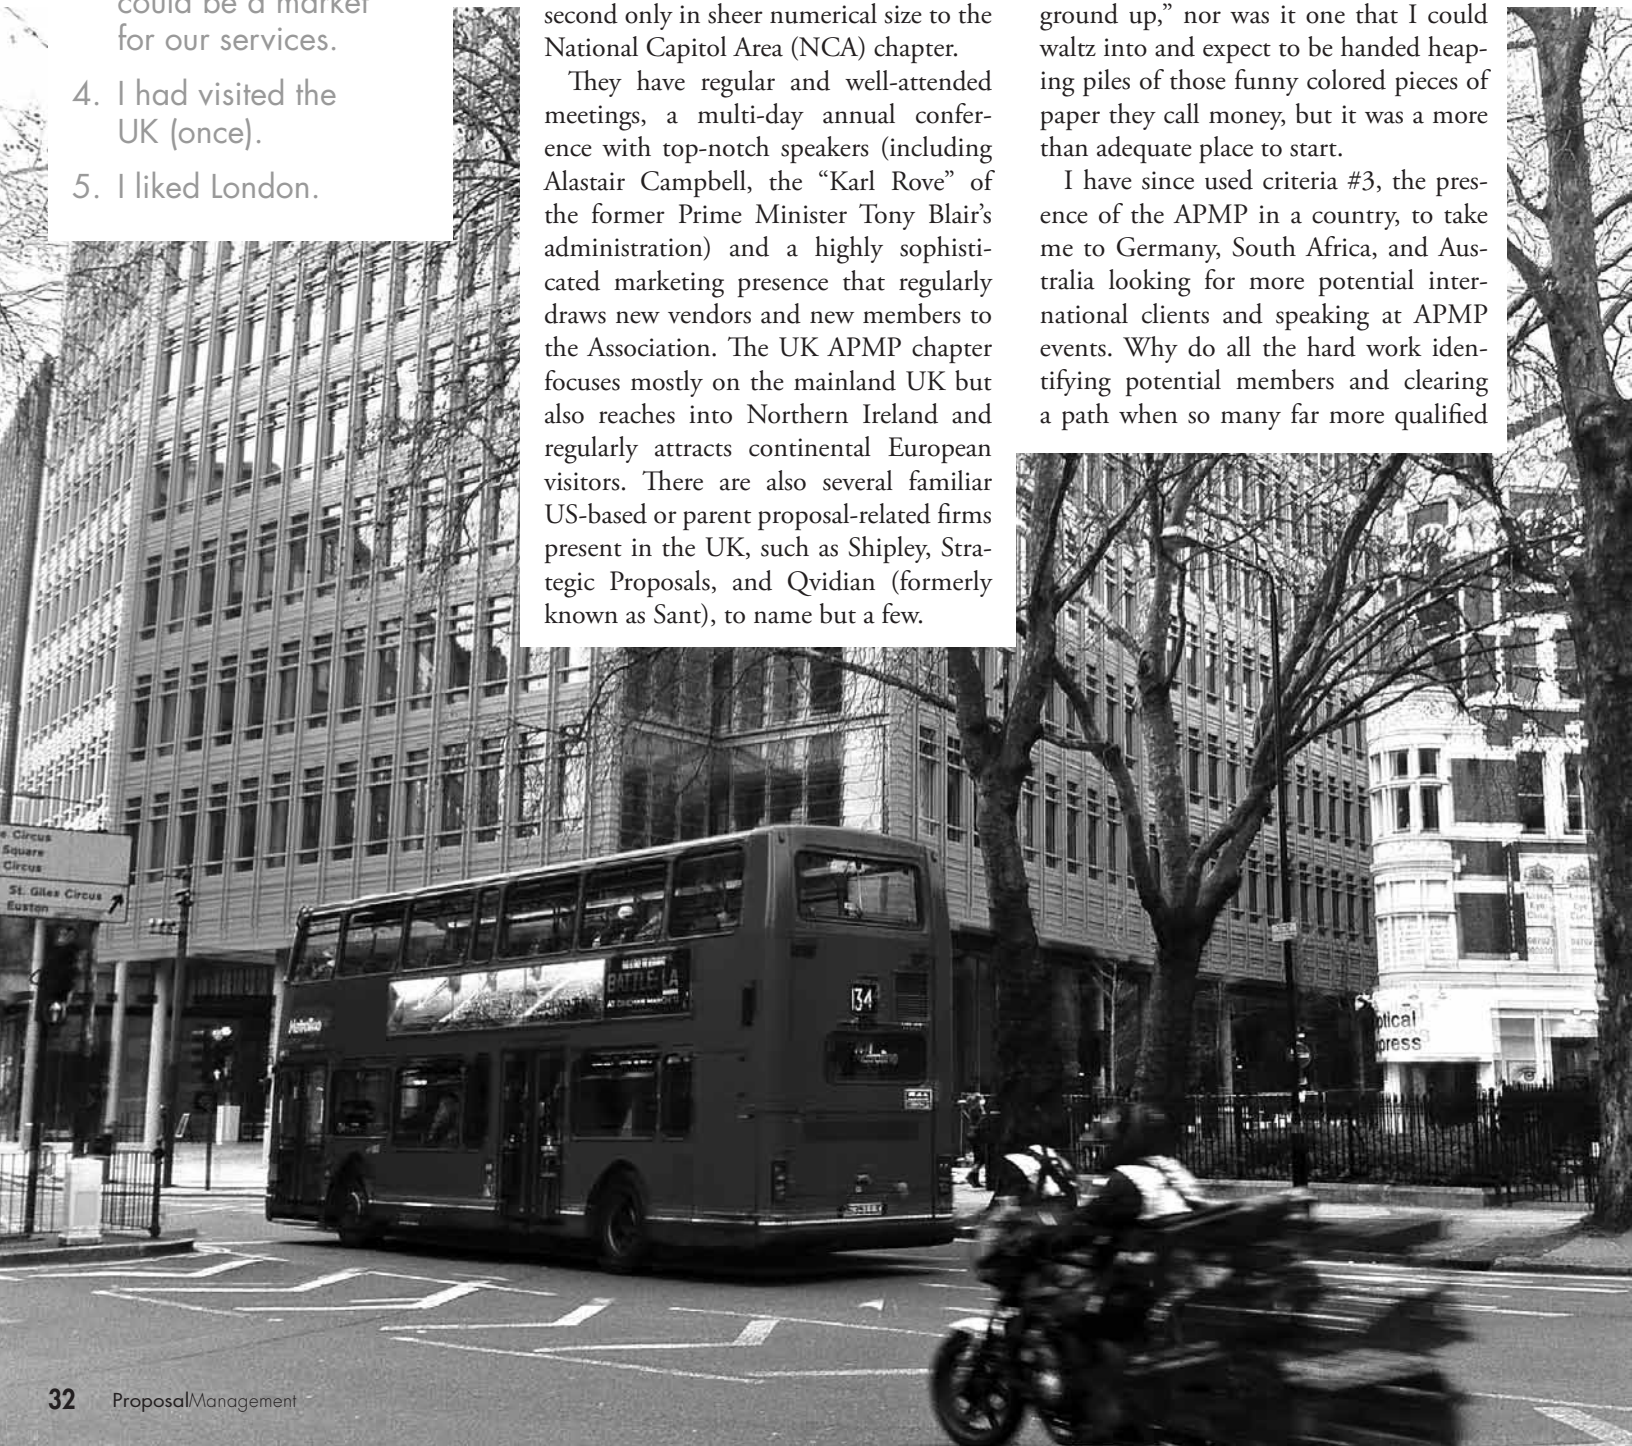 could be a market
for our services.
4. I had visited the
UK (once).
5. I liked London.
second only in sheer numerical size to the
National Capitol Area (NCA) chapter.
They have regular and well-attended
meetings, a multi-day annual confer-
ence with top-notch speakers (including
Alastair Campbell, the “Karl Rove” of
the former Prime Minister Tony Blair’s
administration) and a highly sophisti-
cated marketing presence that regularly
draws new vendors and new members to
the Association. The UK APMP chapter
focuses mostly on the mainland UK but
also reaches into Northern Ireland and
regularly attracts continental European
visitors. There are also several familiar
US-based or parent proposal-related firms
present in the UK, such as Shipley, Stra-
tegic Proposals, and Qvidian (formerly
known as Sant), to name but a few.
ground up,” nor was it one that I could
waltz into and expect to be handed heap-
ing piles of those funny colored pieces of
paper they call money, but it was a more
than adequate place to start.
I have since used criteria #3, the pres-
ence of the APMP in a country, to take
me to Germany, South Africa, and Aus-
tralia looking for more potential inter-
national clients and speaking at APMP
events. Why do all the hard work iden-
tifying potential members and clearing
a path when so many far more qualified
e Circus
Square
Circus
St. Giles Circus
Euston
BATTLE: LA
Metroline
134
ptical
press
32 ProposalManagement